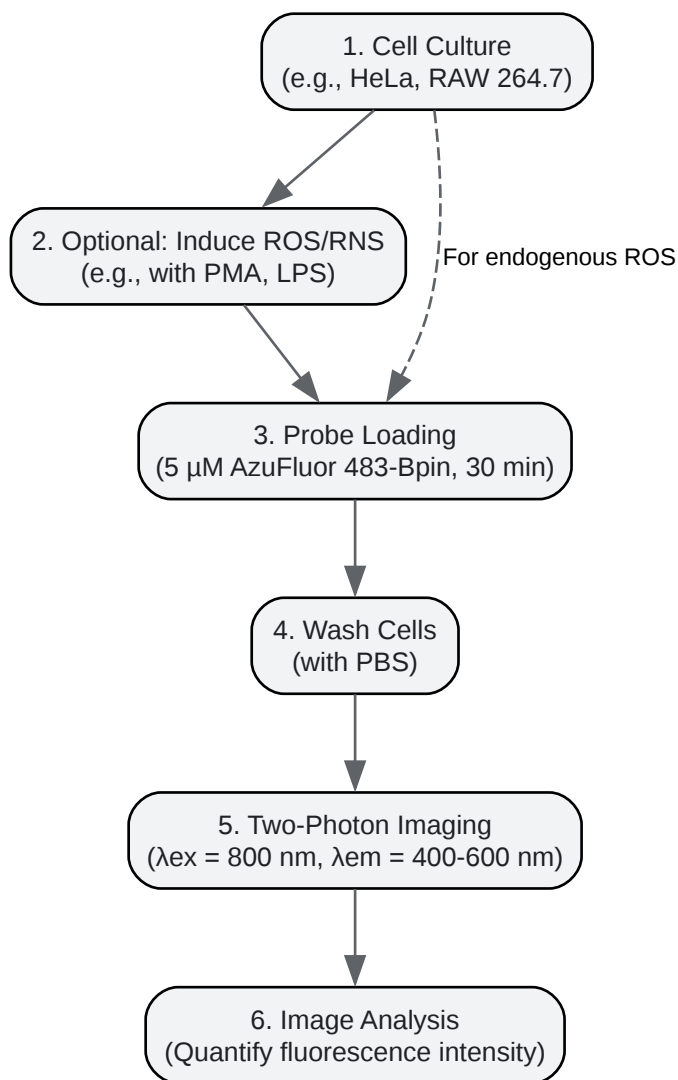 1. Cell Culture
(e.g., HeLa, RAW 264.7)
2. Optional: Induce ROS/RNS
(e.g., with PMA, LPS)
For endogenous ROS
3. Probe Loading
(5 µM AzuFluor 483-Bpin, 30 min)
4. Wash Cells
(with PBS)
5. Two-Photon Imaging
(λex = 800 nm, λem = 400-600 nm)
6. Image Analysis
(Quantify fluorescence intensity)